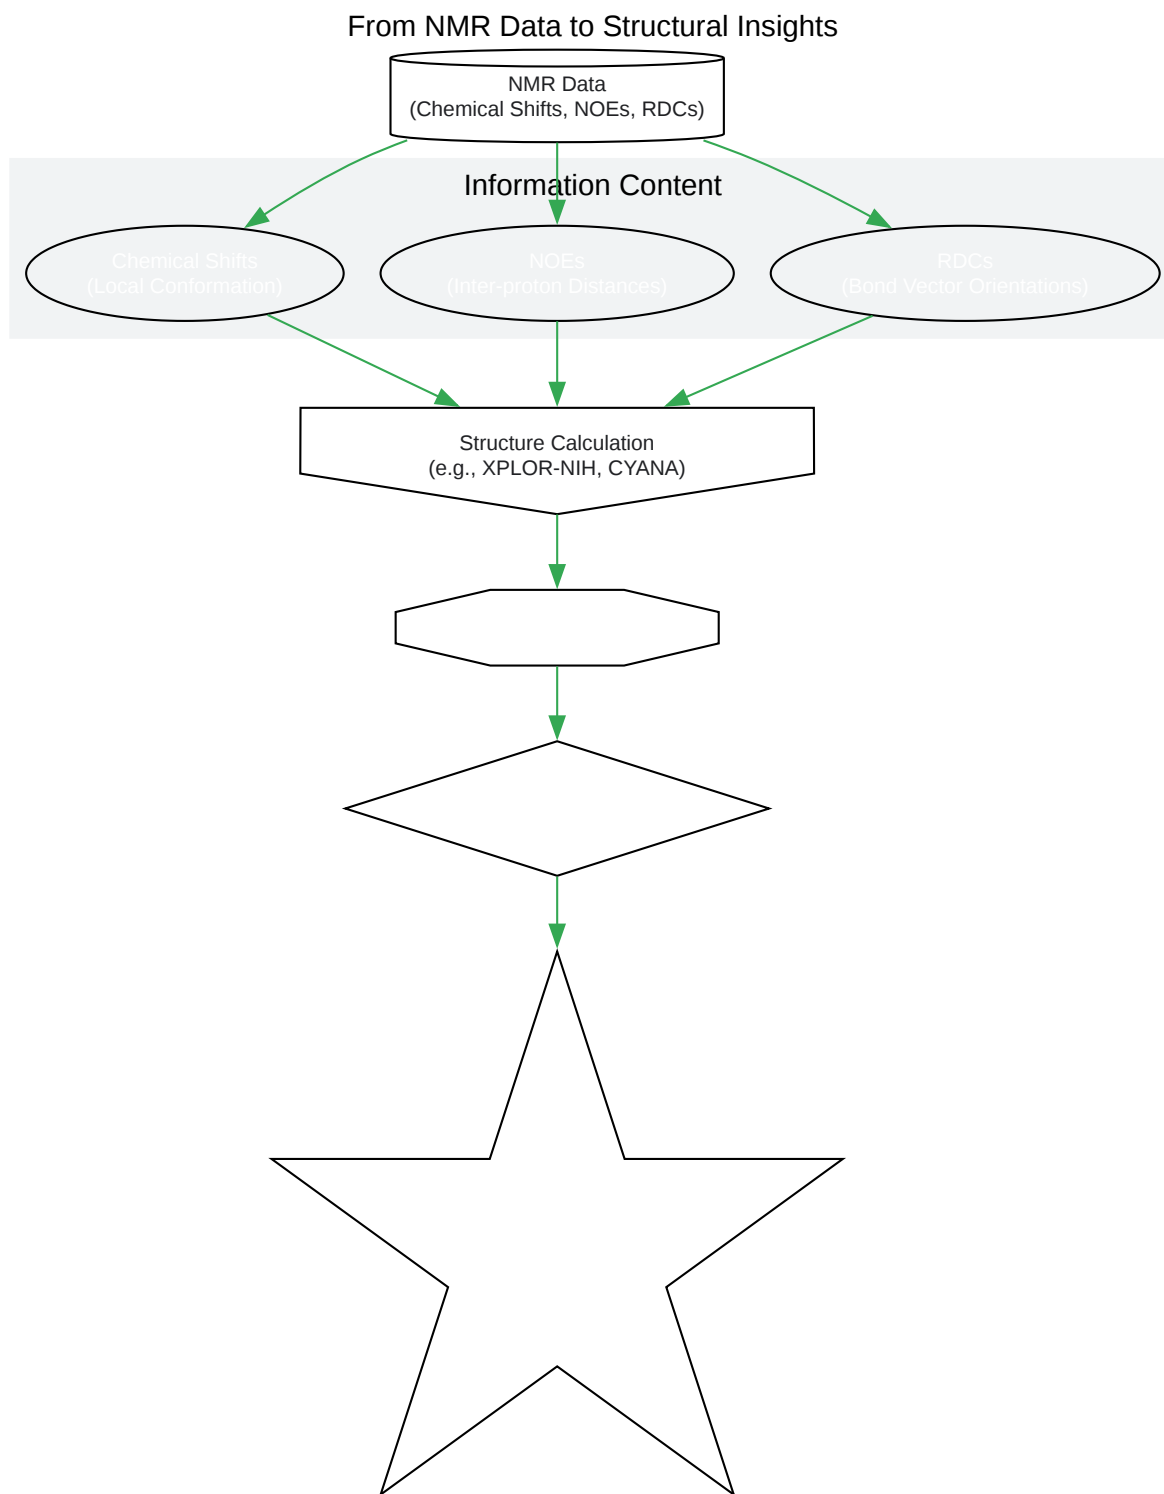 From NMR Data to Structural Insights
NMR Data
(Chemical Shifts, NOEs, RDCs)
Information Content
Chemical Shifts
(Local Conformation)
NOEs
(Inter-proton Distances)
RDCs
(Bond Vector Orientations)
Structure Calculation
(e.g., XPLOR-NIH, CYANA)